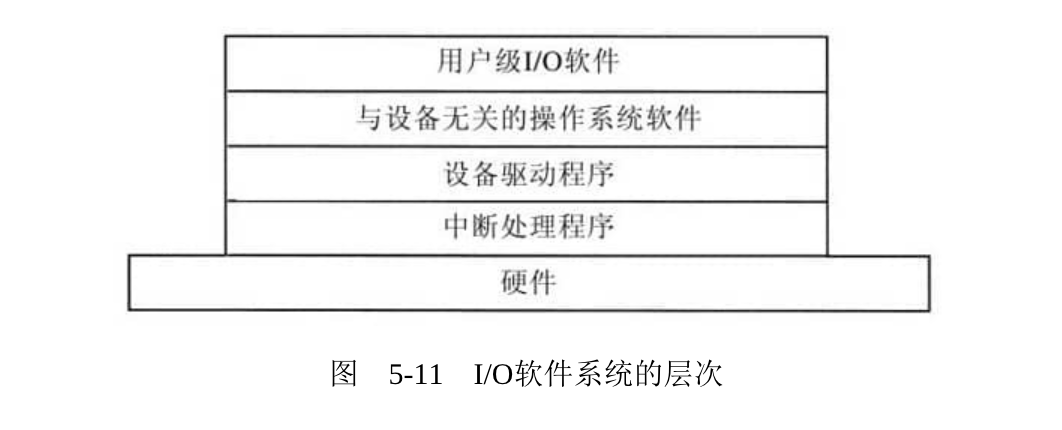 用户级I/O软件
与设备无关的操作系统软件
设备驱动程序
中断处理程序
硬件
图 5-11 I/O软件系统的层次